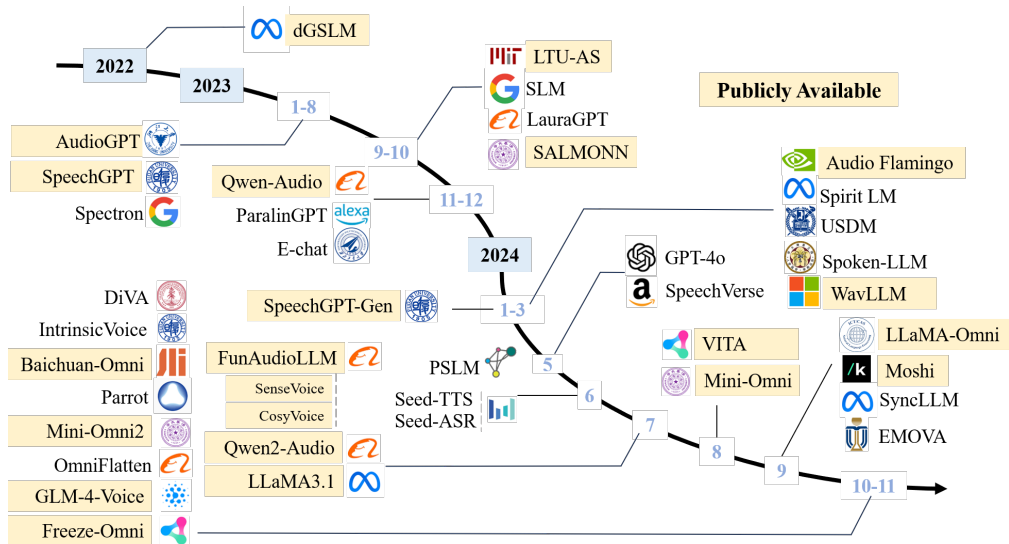 dGSLM
2022
2023
1-8
AudioGPT
SpeechGPT
Spectron
MIT
LTU-AS
SLM
LauraGPT
SALMONN
9-10
Publicly Available
Qwen-Audio
ParalinGPT
alexa
E-chat
11-12
Audio Flamingo
Spirit LM
USDM
Spoken-LLM
WavLLM
2024
SpeechGPT-Gen
1-3
GPT-4o
SpeechVerse
5
DiVA
IntrinsicVoice
Baichuan-Omni
Parrot
Mini-Omni2
OmniFlatten
GLM-4-Voice
Freeze-Omni
FunAudioLLM
SenseVoice
CosyVoice
Qwen2-Audio
LLaMA3.1
PSLM
Seed-TTS
Seed-ASR
6
7
VITA
Mini-Omni
8
LLaMA-Omni
Moshi
SyncLLM
EMOVA
9
10-11